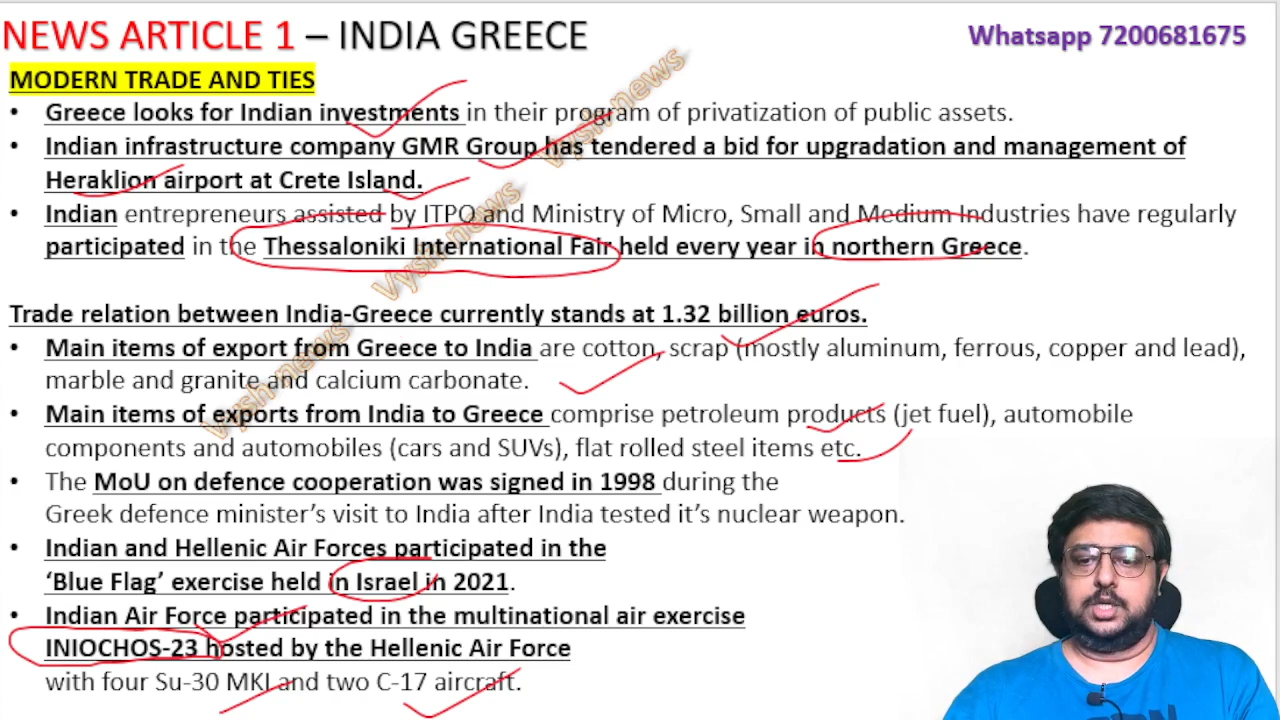 NEWS ARTICLE 1 – INDIA GREECE
Whatsapp 7200681675
MODERN TRADE AND TIES
• Greece looks for Indian investments in their program of privatization of public assets.
• Indian infrastructure company GMR Group has tendered a bid for upgradation and management of
Heraklion airport at Crete Island.
• Indian entrepreneurs assisted by ITPO and Ministry of Micro, Small and Medium Industries have regularly
participated in the Thessaloniki International Fair held every year in northern Greece.
Trade relation between India-Greece currently stands at 1.32 billion euros.
• Main items of export from Greece to India are cotton, scrap (mostly aluminum, ferrous, copper and lead),
marble and granite and calcium carbonate.
• Main items of exports from India to Greece comprise petroleum products (jet fuel), automobile
components and automobiles (cars and SUVs), flat rolled steel items etc.
• The MoU on defence cooperation was signed in 1998 during the
Greek defence minister's visit to India after India tested it's nuclear weapon.
• Indian and Hellenic Air Forces participated in the
‘Blue Flag’ exercise held in Israel in 2021.
• Indian Air Force participated in the multinational air exercise
INIOCHOS-23 hosted by the Hellenic Air Force
with four Su-30 MKI and two C-17 aircraft.
Vysh-news
Vysh-news
Vysh-news